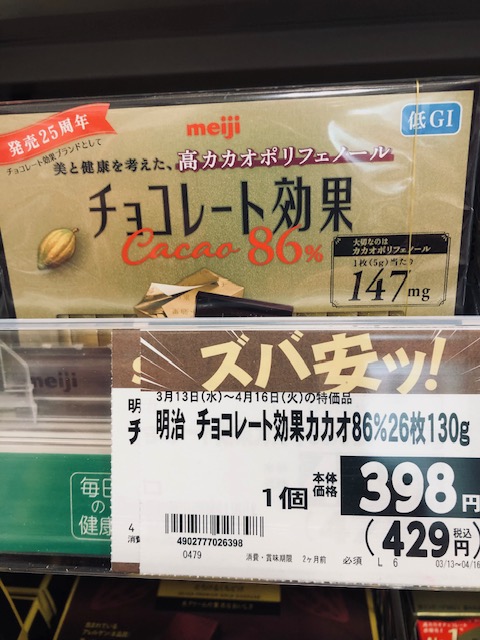 発売25周年
チョコレート効果ブランドとして
meiji
低GI
美と健康を考えた、高カカオポリフェノール
チョコレート効果
Cacao 86%
大切なのは
カカオポリフェノール
1枚(5g)当たり
147mg
meiji
ズバ安ッ!
3月13日(水)~4月16日(火)の特価品
明治 チョコレート効果カカオ86%26枚130g
1個 本体価格 398円
(429円) 税込
4902777026398
0479
消費・賞味期限 2ヶ月前 必須 L 6 03/13~04/16
毎日
の
健康
明
チ
4
消費